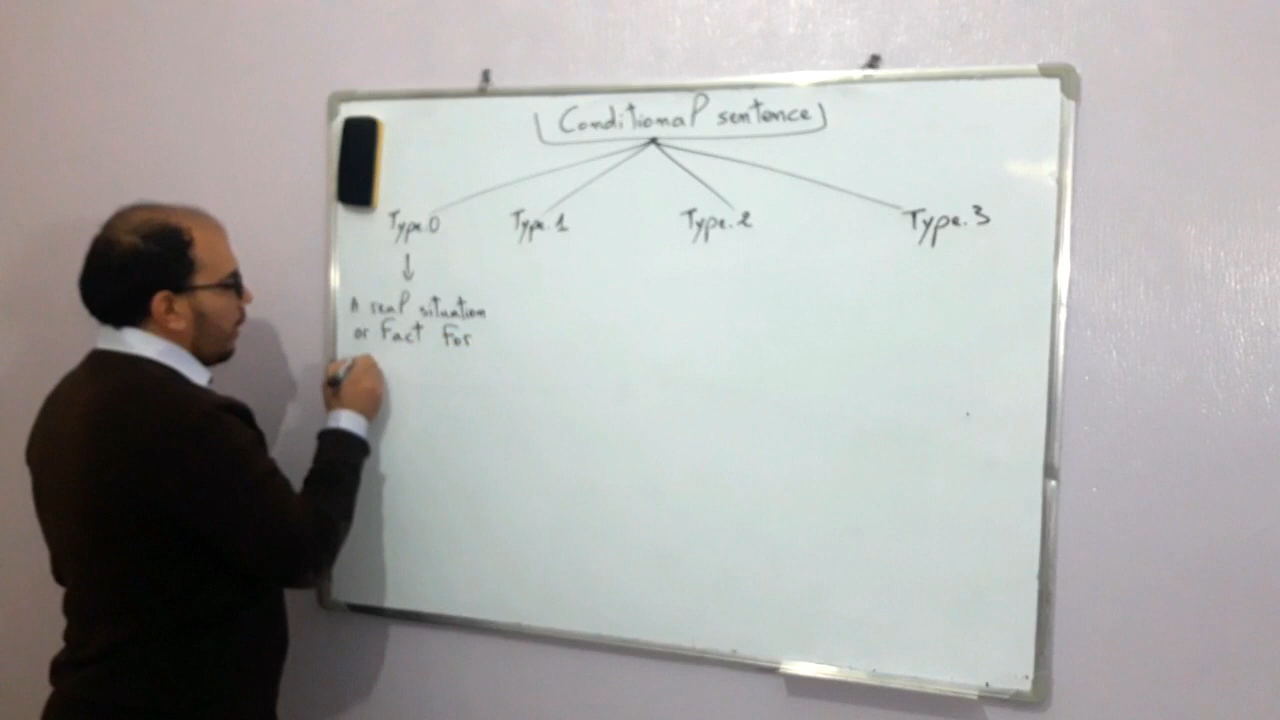 Conditional sentence
Type.0 Type.1 Type.2 Type.3
A real situation
or Fact For